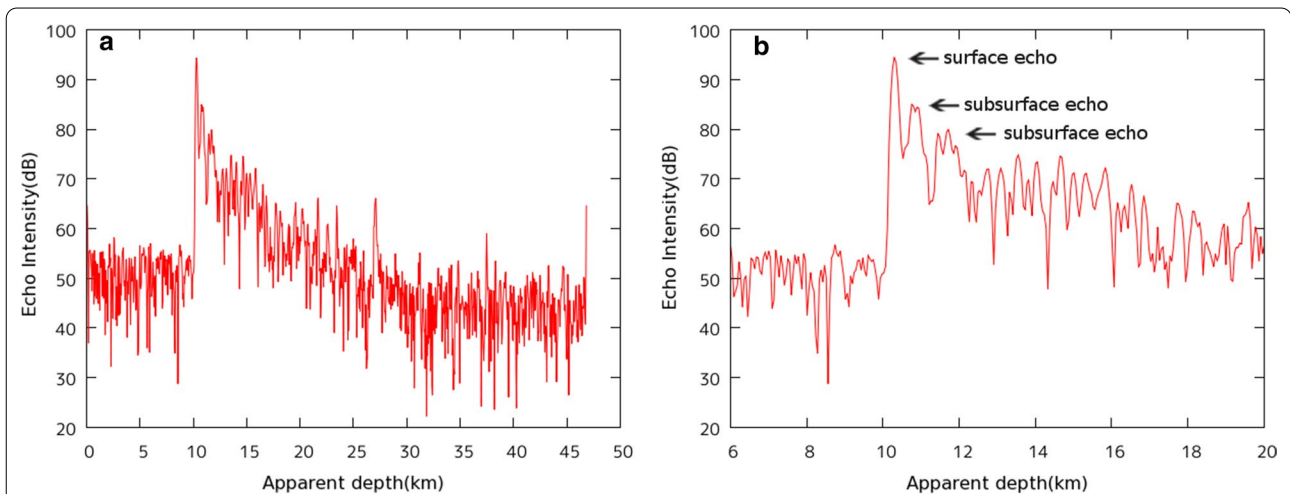 a
100
90
80
70
60
50
40
30
20
0 5 10 15 20 25 30 35 40 45 50
Echo Intensity(dB)
Apparent depth(km)
b
surface echo
subsurface echo
subsurface echo
100
90
80
70
60
50
40
30
20
6 8 10 12 14 16 18 20
Echo Intensity(dB)
Apparent depth(km)